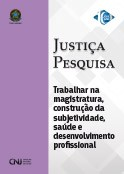 JUSTIÇA
PESQUISA
Trabalhar na
magistratura,
construção da
subjetividade,
saúde e
desenvolvimento
profissional
CNJ